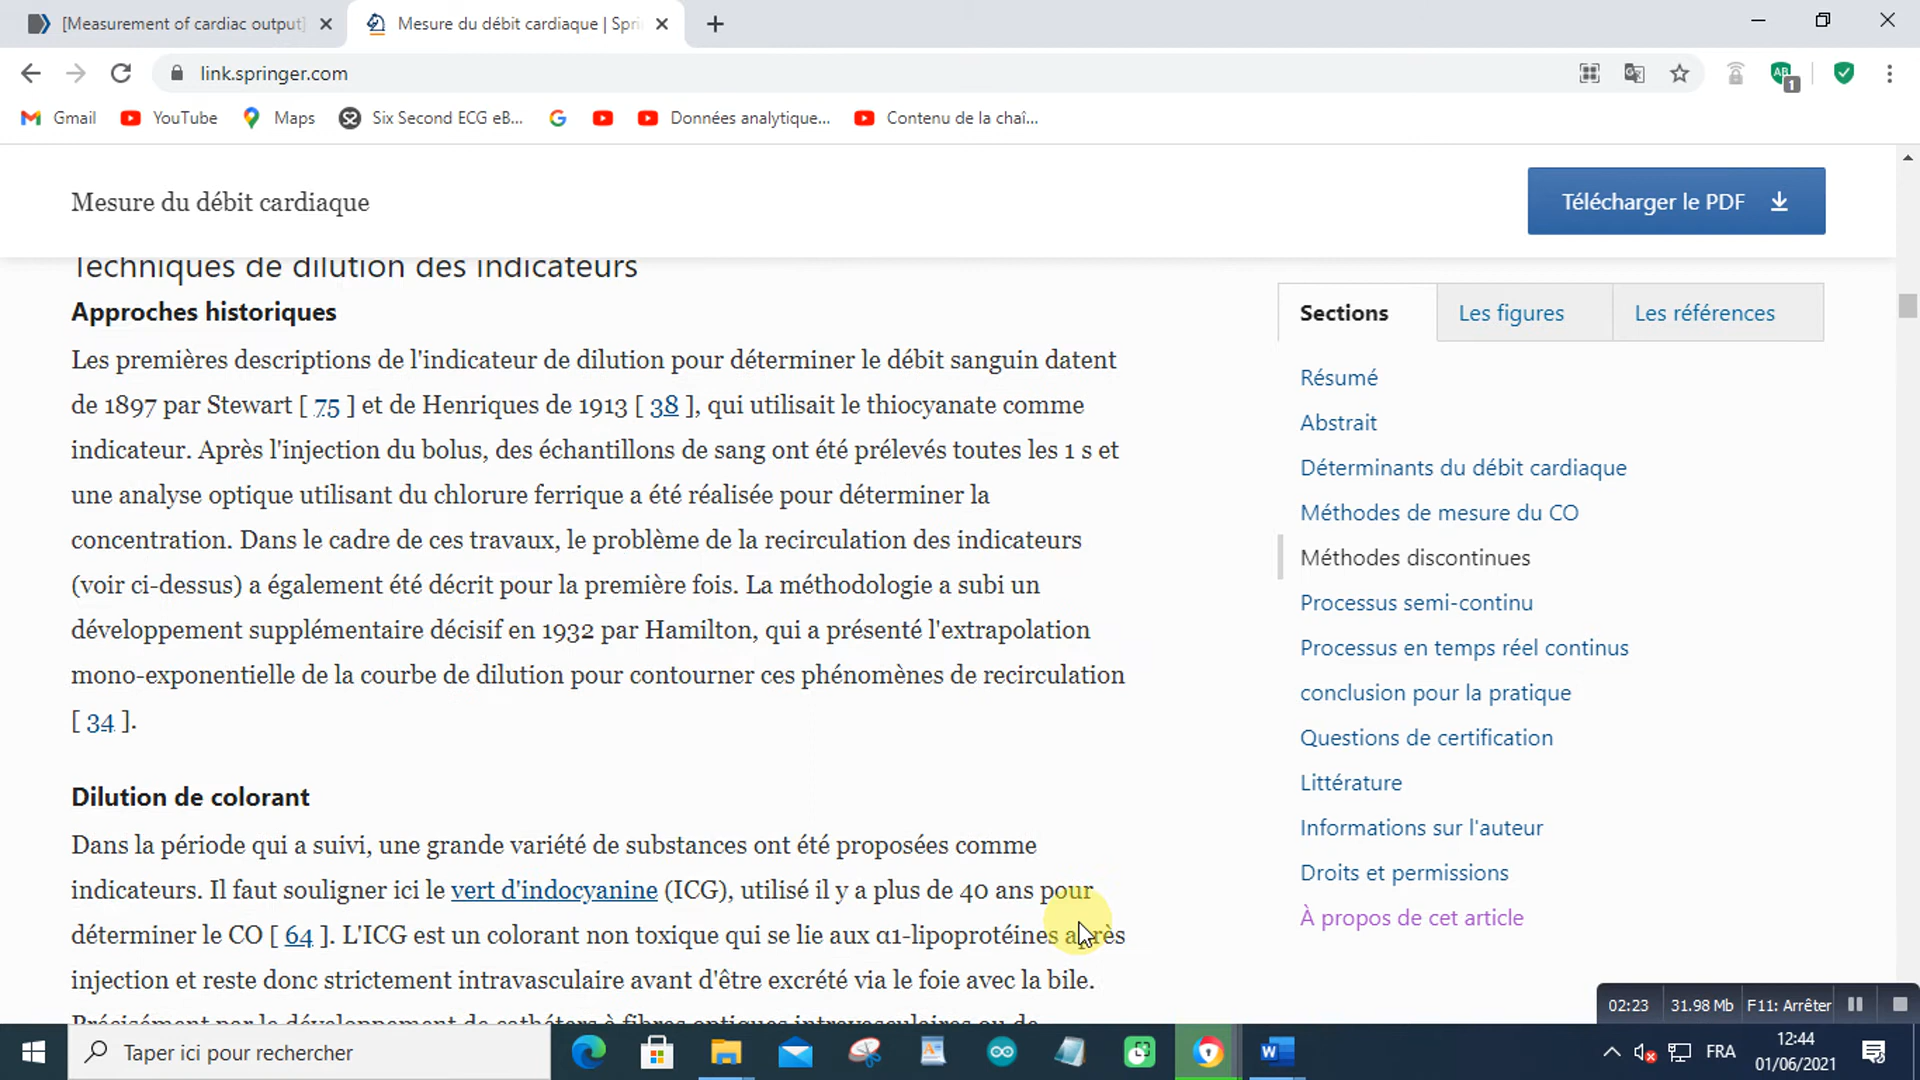 [Measurement of cardiac output]
Mesure du débit cardiaque | Spri
link.springer.com
AB
1
Gmail
YouTube
Maps
Six Second ECG eB...
Données analytique...
Contenu de la chaî...
Mesure du débit cardiaque
Télécharger le PDF
Techniques de dilution des indicateurs
Approches historiques
Les premières descriptions de l'indicateur de dilution pour déterminer le débit sanguin datent
de 1897 par Stewart [ 75 ] et de Henriques de 1913 [ 38 ], qui utilisait le thiocyanate comme
indicateur. Après l'injection du bolus, des échantillons de sang ont été prélevés toutes les 1 s et
une analyse optique utilisant du chlorure ferrique a été réalisée pour déterminer la
concentration. Dans le cadre de ces travaux, le problème de la recirculation des indicateurs
(voir ci-dessus) a également été décrit pour la première fois. La méthodologie a subi un
développement supplémentaire décisif en 1932 par Hamilton, qui a présenté l'extrapolation
mono-exponentielle de la courbe de dilution pour contourner ces phénomènes de recirculation
[ 34 ].
Dilution de colorant
Dans la période qui a suivi, une grande variété de substances ont été proposées comme
indicateurs. Il faut souligner ici le vert d'indocyanine (ICG), utilisé il y a plus de 40 ans pour
déterminer le CO [ 64 ]. L'ICG est un colorant non toxique qui se lie aux α1-lipoprotéines après
injection et reste donc strictement intravasculaire avant d'être excrété via le foie avec la bile.
Précisément par le développement de cathéters à fibres optiques intravasculaires ou de
Sections
Les figures
Les références
Résumé
Abstrait
Déterminants du débit cardiaque
Méthodes de mesure du CO
Méthodes discontinues
Processus semi-continu
Processus en temps réel continus
conclusion pour la pratique
Questions de certification
Littérature
Informations sur l'auteur
Droits et permissions
À propos de cet article
02:23
31.98 Mb
F11: Arrêter
Taper ici pour rechercher
FRA
12:44
01/06/2021